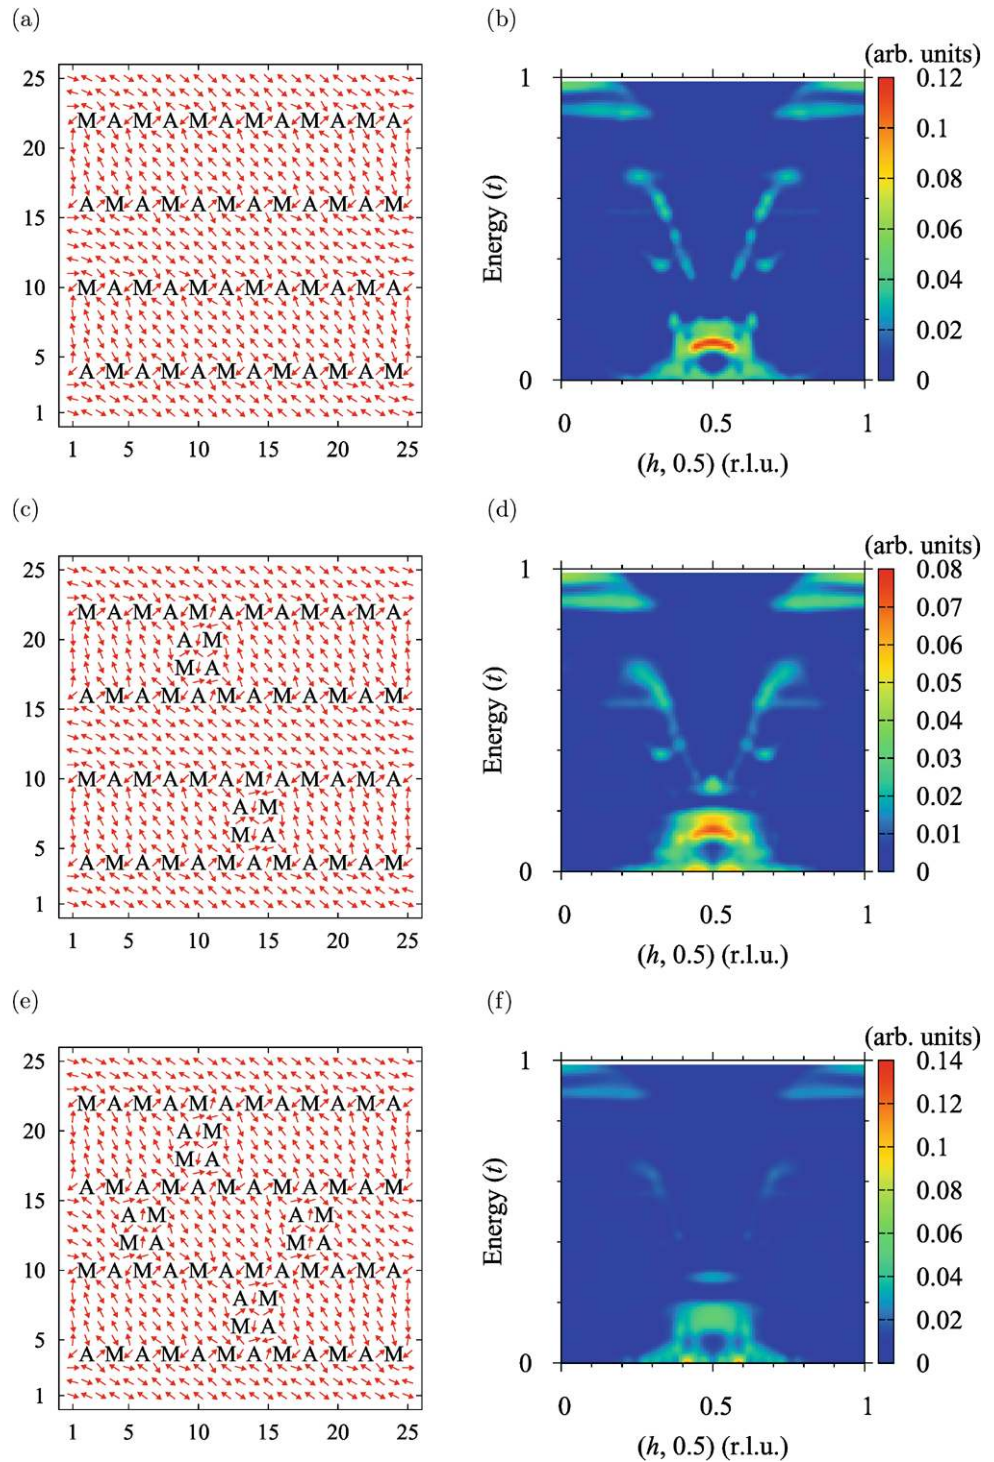 (a)
(b)
(arb. units)
25
20
15
10
5
1
M A M A M A M A M A M A
A M A M A M A M A M A M
M A M A M A M A M A M A
A M A M A M A M A M A M
1 5 10 15 20 25
1
Energy (t)
0
0 0.5 1
(h, 0.5) (r.l.u.)
0.12
0.1
0.08
0.06
0.04
0.02
0
(c)
(d)
(arb. units)
25
20
15
10
5
1
M A M A M A M A M A M A
A M
M A
A M A M A M A M A M A M
M A M A M A M A M A M A
A M
M A
A M A M A M A M A M A M
1 5 10 15 20 25
1
Energy (t)
0
0 0.5 1
(h, 0.5) (r.l.u.)
0.08
0.07
0.06
0.05
0.04
0.03
0.02
0.01
0
(e)
(f)
(arb. units)
25
20
15
10
5
1
M A M A M A M A M A M A
A M
M A
A M A M A M A M A M A M
A M A M
M A M A
M A M A M A M A M A M A
A M
M A
A M A M A M A M A M A M
1 5 10 15 20 25
1
Energy (t)
0
0 0.5 1
(h, 0.5) (r.l.u.)
0.14
0.12
0.1
0.08
0.06
0.04
0.02
0